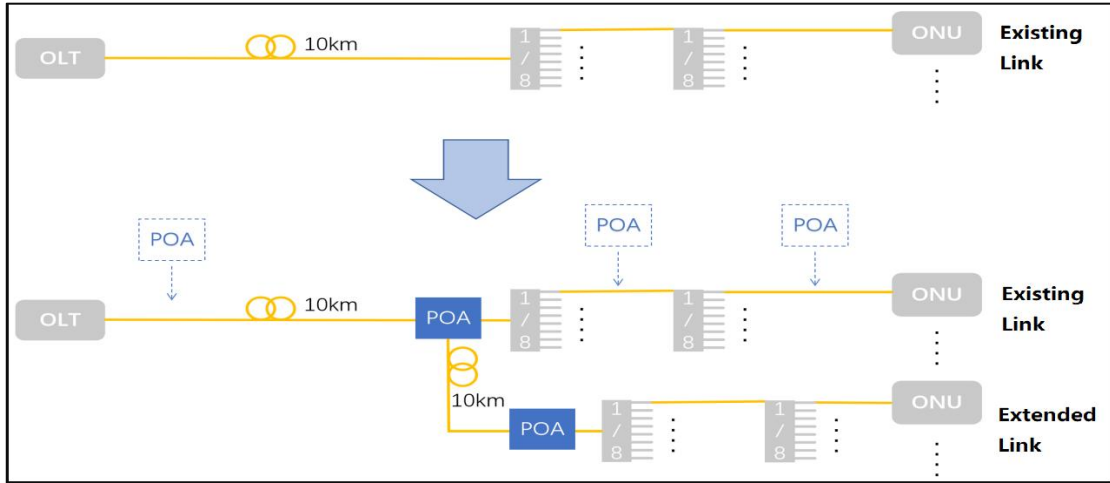 OLT
10km
1/8
1/8
ONU
Existing
Link
POA
POA
POA
OLT
10km
POA
1/8
1/8
ONU
Existing
Link
10km
POA
1/8
1/8
ONU
Extended
Link